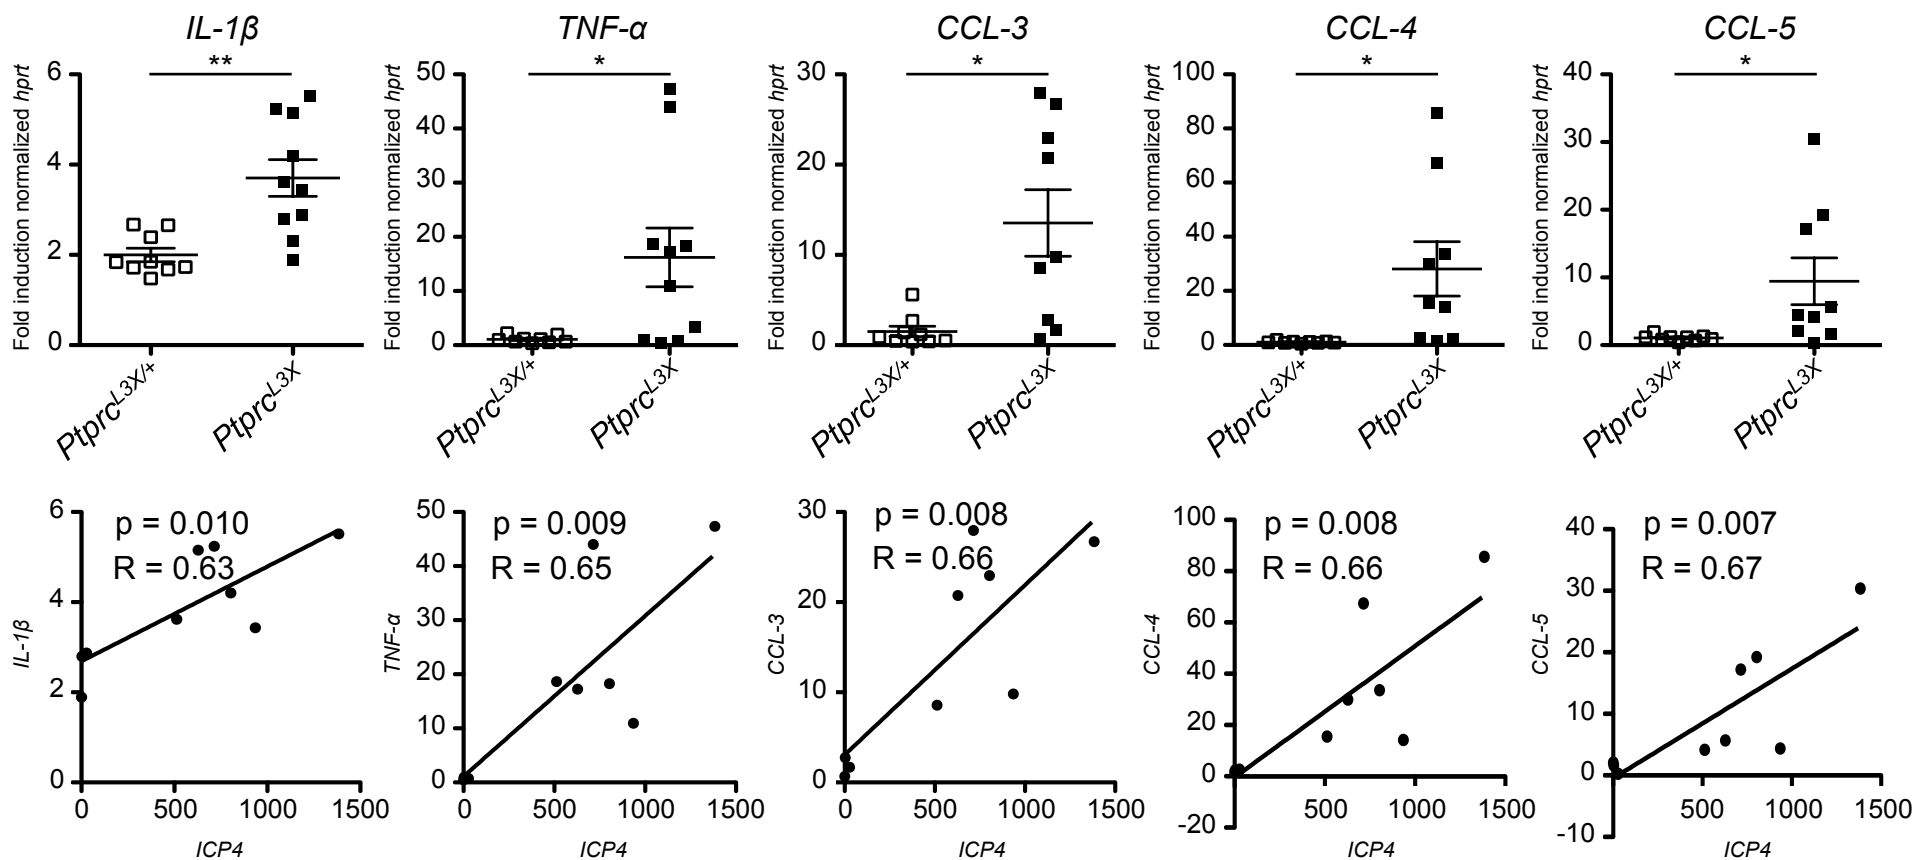 IL-1β
**
Fold induction normalized hprt
6
4
2
0
PtprcL3X/+
PtprcL3X
TNF-α
*
Fold induction normalized hprt
50
40
30
20
10
0
PtprcL3X/+
PtprcL3X
CCL-3
*
Fold induction normalized hprt
30
20
10
0
PtprcL3X/+
PtprcL3X
CCL-4
*
Fold induction normalized hprt
100
80
60
40
20
0
PtprcL3X/+
PtprcL3X
CCL-5
*
Fold induction normalized hprt
40
30
20
10
0
PtprcL3X/+
PtprcL3X
p = 0.010
R = 0.63
IL-1β
6
4
2
0
0 500 1000 1500
ICP4
p = 0.009
R = 0.65
TNF-α
50
40
30
20
10
0
0 500 1000 1500
ICP4
p = 0.008
R = 0.66
CCL-3
30
20
10
0
0 500 1000 1500
ICP4
p = 0.008
R = 0.66
CCL-4
100
80
60
40
20
0
-20
500 1000 1500
ICP4
p = 0.007
R = 0.67
CCL-5
40
30
20
10
0
-10
500 1000 1500
ICP4